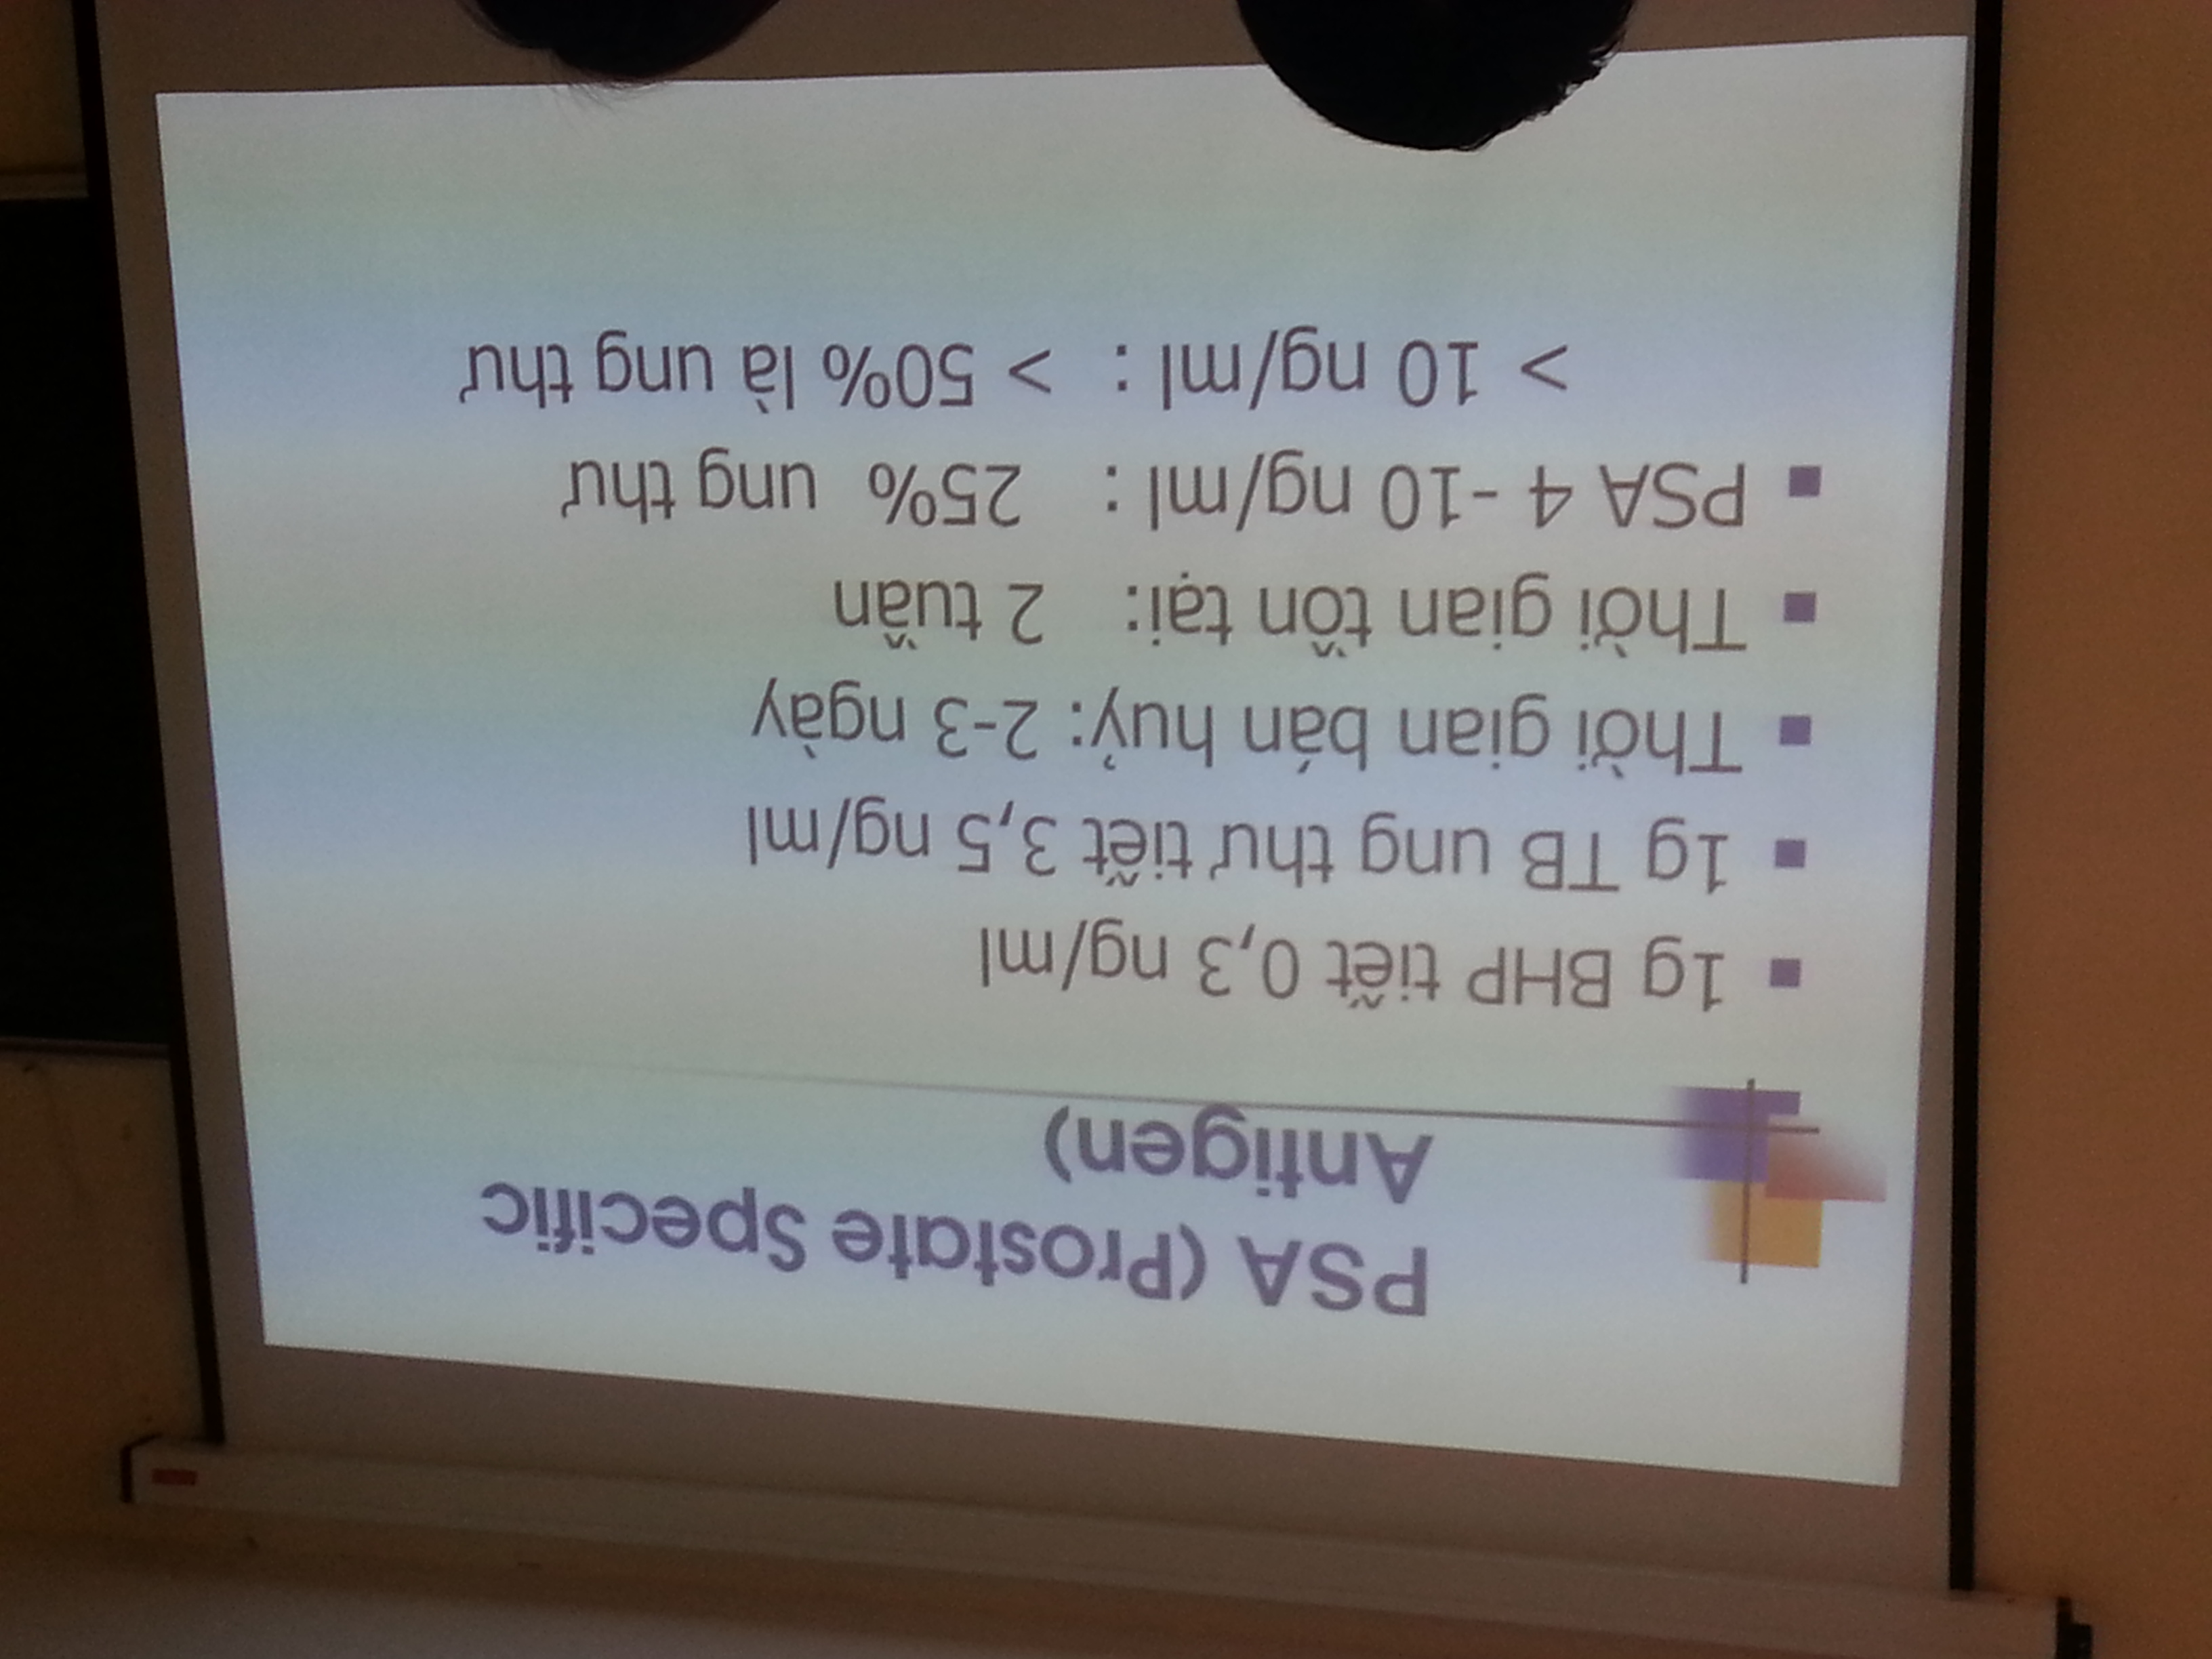 PSA (Prostate Specific
Antigen)
1g BHP tiết 0,3 ng/ml
1g TB ung thư tiết 3,5 ng/ml
Thời gian bán huỷ: 2-3 ngày
Thời gian tồn tại: 2 tuần
PSA 4 -10 ng/ml : 25% ung thư
> 10 ng/ml : > 50% là ung thư